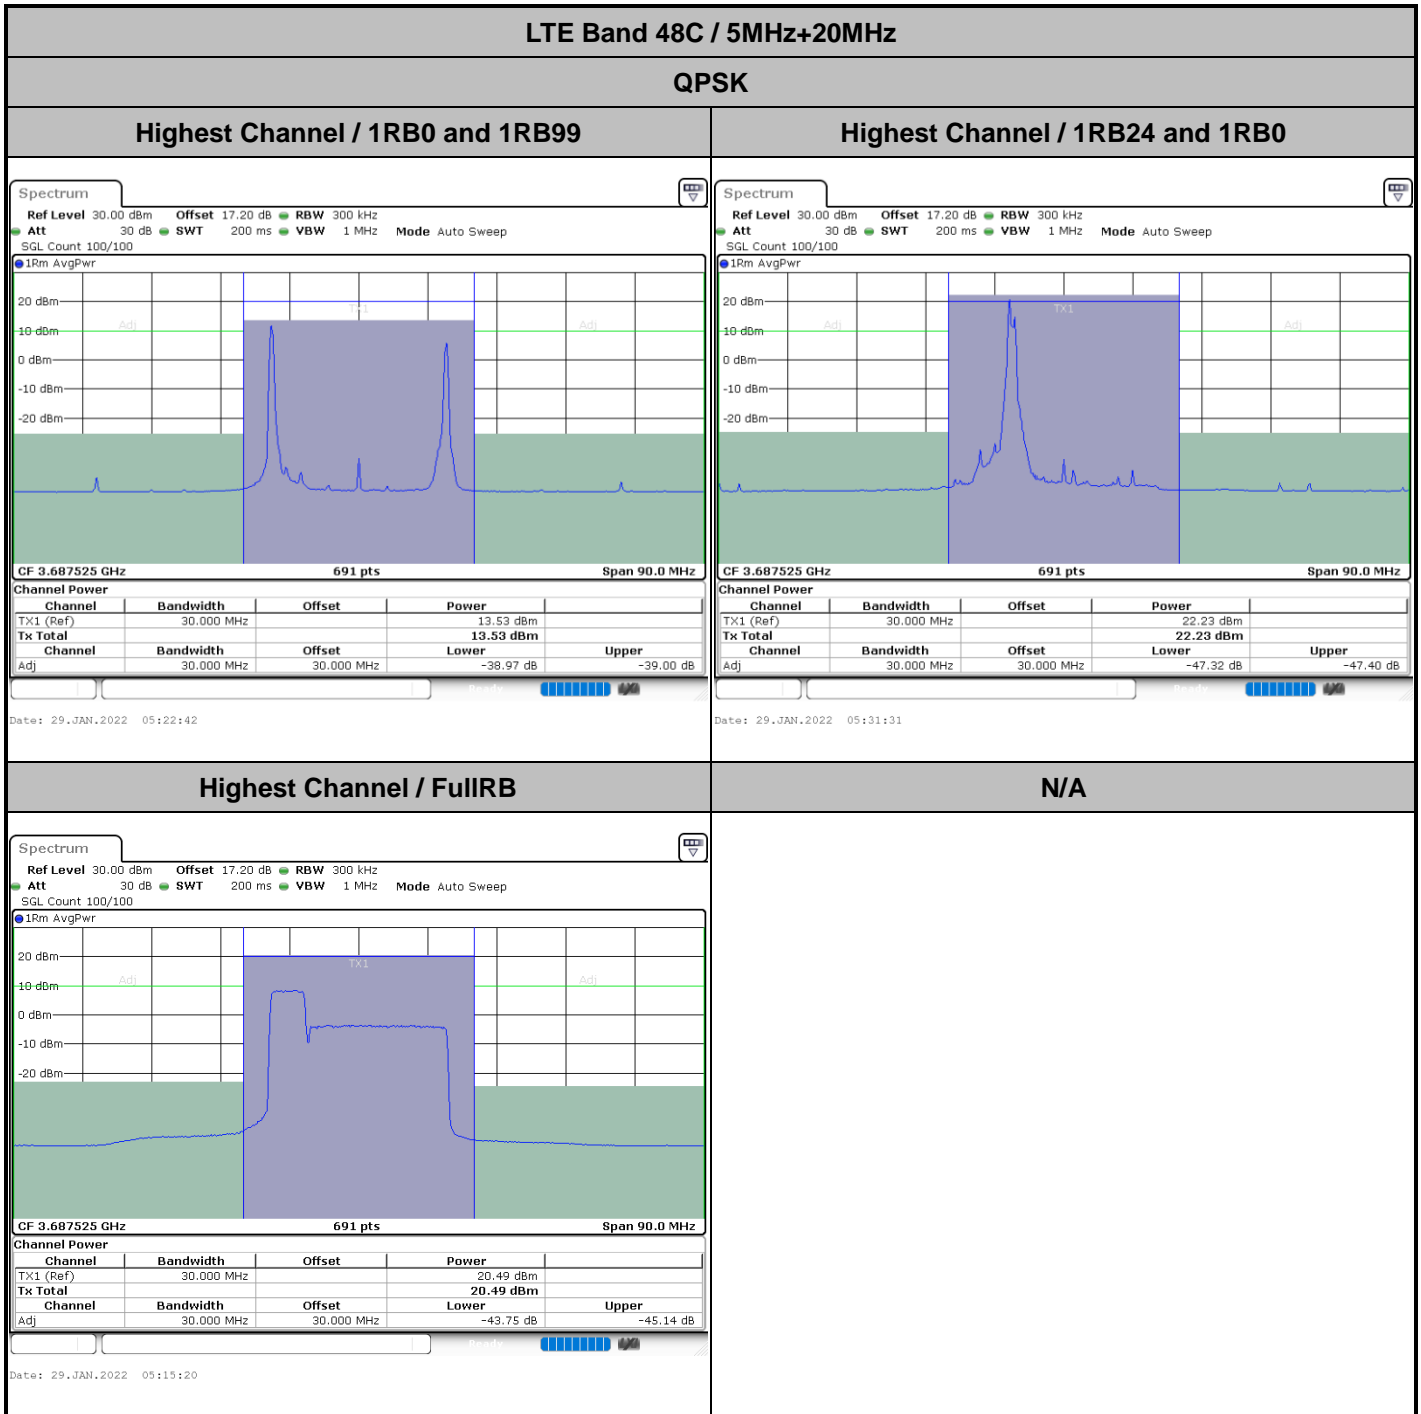 LTE Band 48C / 5MHz+20MHz
QPSK
Highest Channel / 1RB0 and 1RB99
Highest Channel / 1RB24 and 1RB0
Spectrum
Ref Level 30.00 dBm Offset 17.20 dB RBW 300 kHz
Att 30 dB SWT 200 ms VBW 1 MHz Mode Auto Sweep
SGL Count 100/100
1Rm AvgPwr
TX1
Adj
Adj
20 dBm
10 dBm
0 dBm
-10 dBm
-20 dBm
CF 3.687525 GHz 691 pts Span 90.0 MHz
Channel Power
Channel Bandwidth Offset Power
TX1 (Ref) 30.000 MHz 13.53 dBm
Tx Total 13.53 dBm
Channel Bandwidth Offset Lower Upper
Adj 30.000 MHz 30.000 MHz -38.97 dB -39.00 dB
Ready
Date: 29.JAN.2022 05:22:42
Spectrum
Ref Level 30.00 dBm Offset 17.20 dB RBW 300 kHz
Att 30 dB SWT 200 ms VBW 1 MHz Mode Auto Sweep
SGL Count 100/100
1Rm AvgPwr
TX1
Adj
Adj
20 dBm
10 dBm
0 dBm
-10 dBm
-20 dBm
CF 3.687525 GHz 691 pts Span 90.0 MHz
Channel Power
Channel Bandwidth Offset Power
TX1 (Ref) 30.000 MHz 22.23 dBm
Tx Total 22.23 dBm
Channel Bandwidth Offset Lower Upper
Adj 30.000 MHz 30.000 MHz -47.32 dB -47.40 dB
Ready
Date: 29.JAN.2022 05:31:31
Highest Channel / FullRB
N/A
Spectrum
Ref Level 30.00 dBm Offset 17.20 dB RBW 300 kHz
Att 30 dB SWT 200 ms VBW 1 MHz Mode Auto Sweep
SGL Count 100/100
1Rm AvgPwr
TX1
Adj
Adj
20 dBm
10 dBm
0 dBm
-10 dBm
-20 dBm
CF 3.687525 GHz 691 pts Span 90.0 MHz
Channel Power
Channel Bandwidth Offset Power
TX1 (Ref) 30.000 MHz 20.49 dBm
Tx Total 20.49 dBm
Channel Bandwidth Offset Lower Upper
Adj 30.000 MHz 30.000 MHz -43.75 dB -45.14 dB
Ready
Date: 29.JAN.2022 05:15:20